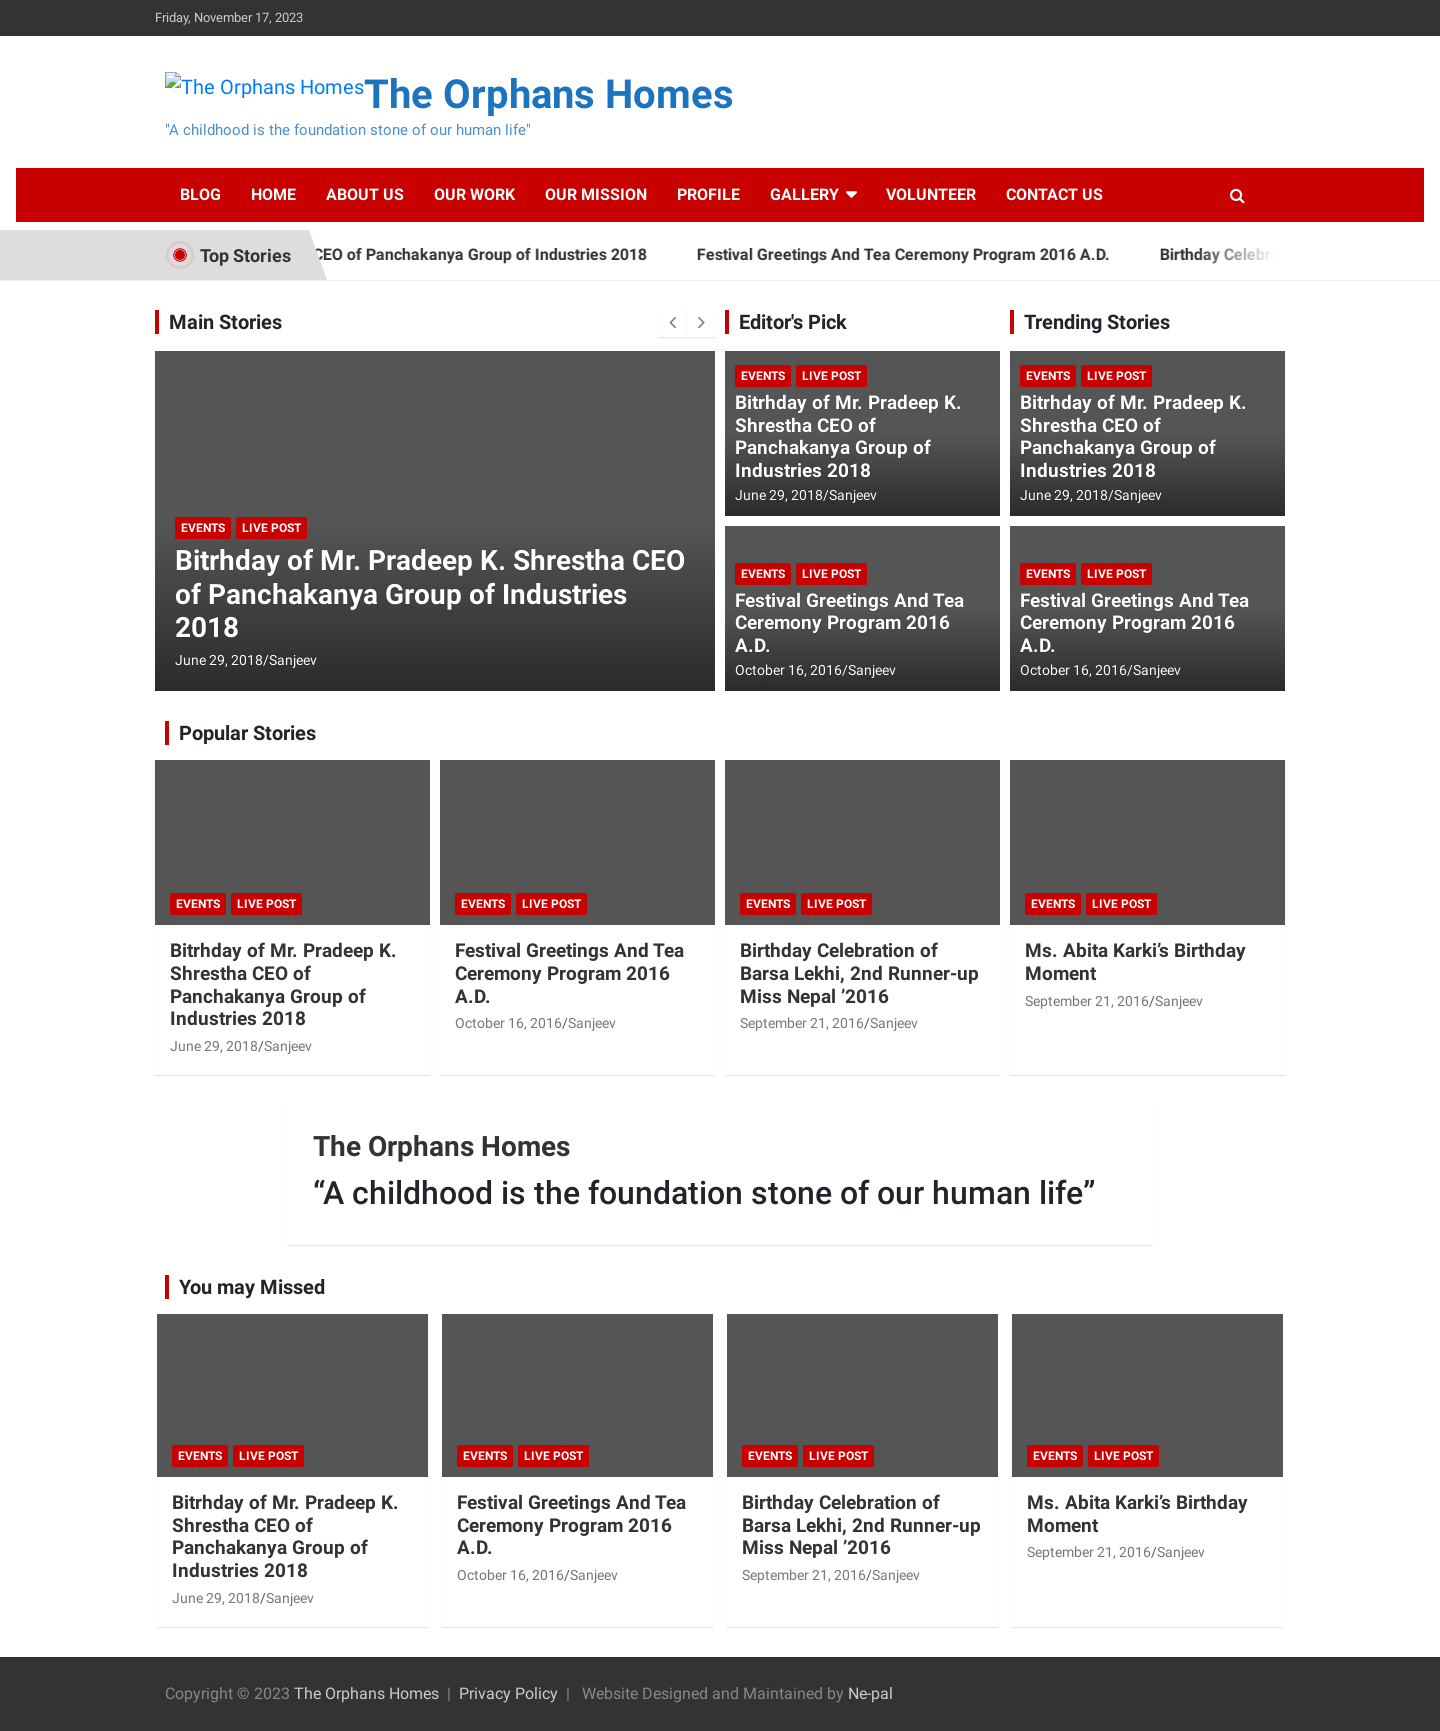 Friday, November 17, 2023
The Orphans Homes
The Orphans Homes
"A childhood is the foundation stone of our human life"
BLOG HOME ABOUT US OUR WORK OUR MISSION PROFILE GALLERY VOLUNTEER CONTACT US
Top Stories
CEO of Panchakanya Group of Industries 2018 Festival Greetings And Tea Ceremony Program 2016 A.D. Birthday
Main Stories
EVENTS LIVE POST
Bitrhday of Mr. Pradeep K. Shrestha CEO
of Panchakanya Group of Industries
2018
June 29, 2018/Sanjeev
Editor's Pick
EVENTS LIVE POST
Bitrhday of Mr. Pradeep K.
Shrestha CEO of
Panchakanya Group of
Industries 2018
June 29, 2018/Sanjeev
EVENTS LIVE POST
Festival Greetings And Tea
Ceremony Program 2016
A.D.
October 16, 2016/Sanjeev
Trending Stories
EVENTS LIVE POST
Bitrhday of Mr. Pradeep K.
Shrestha CEO of
Panchakanya Group of
Industries 2018
June 29, 2018/Sanjeev
EVENTS LIVE POST
Festival Greetings And Tea
Ceremony Program 2016
A.D.
October 16, 2016/Sanjeev
Popular Stories
EVENTS LIVE POST
Bitrhday of Mr. Pradeep K.
Shrestha CEO of
Panchakanya Group of
Industries 2018
June 29, 2018/Sanjeev
EVENTS LIVE POST
Festival Greetings And Tea
Ceremony Program 2016
A.D.
October 16, 2016/Sanjeev
EVENTS LIVE POST
Birthday Celebration of
Barsa Lekhi, 2nd Runner-up
Miss Nepal ’2016
September 21, 2016/Sanjeev
EVENTS LIVE POST
Ms. Abita Karki’s Birthday
Moment
September 21, 2016/Sanjeev
The Orphans Homes
“A childhood is the foundation stone of our human life”
You may Missed
EVENTS LIVE POST
Bitrhday of Mr. Pradeep K.
Shrestha CEO of
Panchakanya Group of
Industries 2018
June 29, 2018/Sanjeev
EVENTS LIVE POST
Festival Greetings And Tea
Ceremony Program 2016
A.D.
October 16, 2016/Sanjeev
EVENTS LIVE POST
Birthday Celebration of
Barsa Lekhi, 2nd Runner-up
Miss Nepal ’2016
September 21, 2016/Sanjeev
EVENTS LIVE POST
Ms. Abita Karki’s Birthday
Moment
September 21, 2016/Sanjeev
Copyright © 2023 The Orphans Homes | Privacy Policy | Website Designed and Maintained by Ne-pal